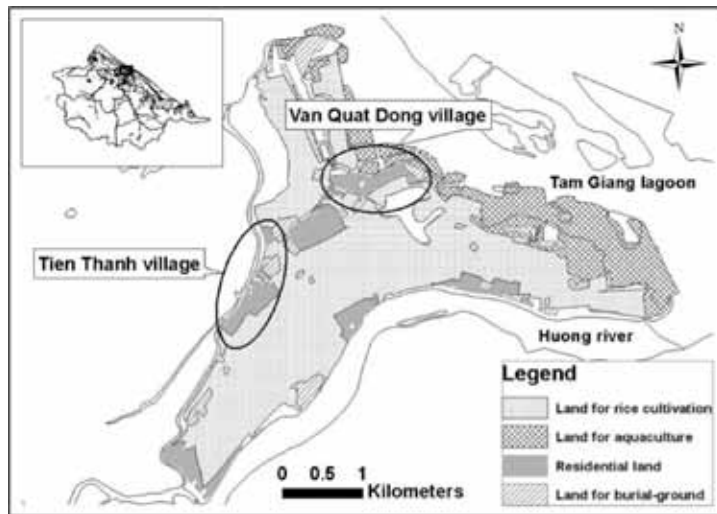 N
Van Quat Dong village
Tam Giang lagoon
Tien Thanh village
Huong river
Legend
Land for rice cultivation
Land for aquaculture
Residential land
Land for burial-ground
0 0.5 1
Kilometers